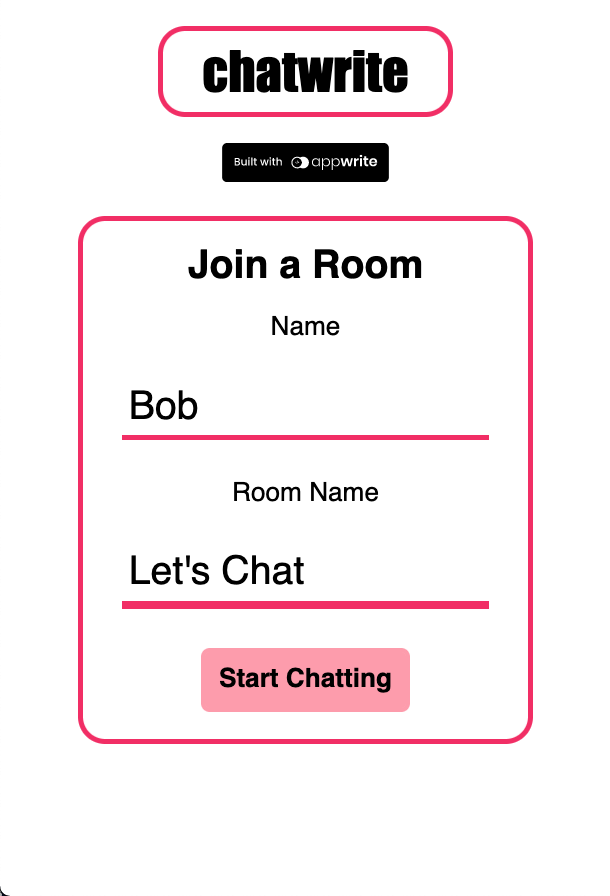 chatwrite
Built with appwrite
Join a Room
Name
Bob
Room Name
Let's Chat
Start Chatting